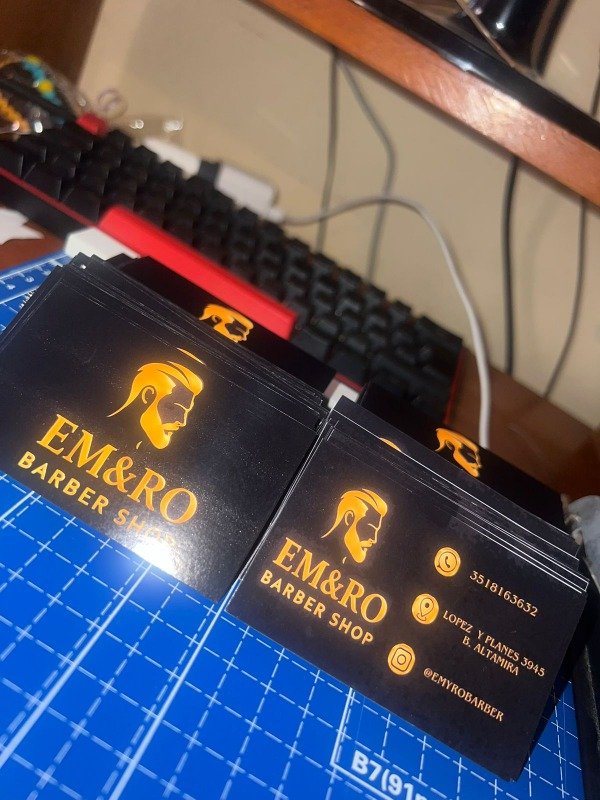 EM&RO
BARBER SHOP
EM&RO
BARBER SHOP
3518163632
LOPEZ Y PLANES 3945
B. ALTAMIRA
@EMYROBARBER